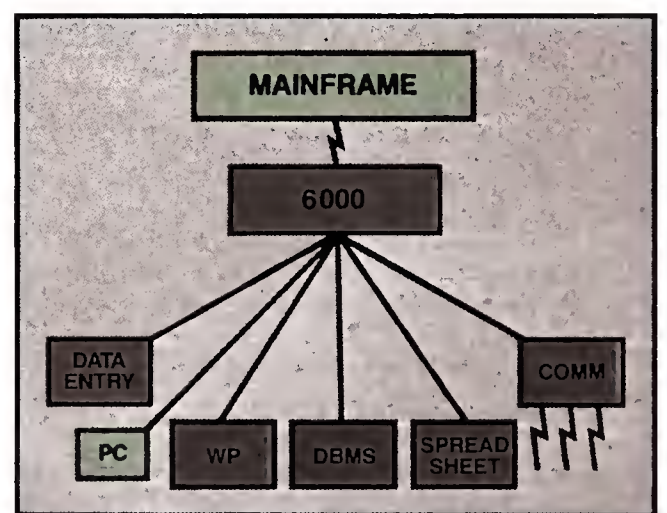 MAINFRAME
6000
DATA
ENTRY
PC
WP
DBMS
SPREAD
SHEET
COMM